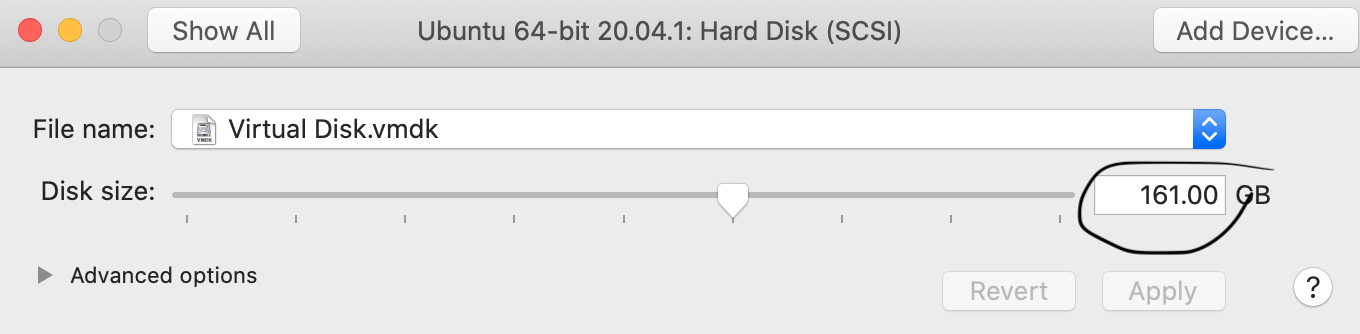 Show All
Ubuntu 64-bit 20.04.1: Hard Disk (SCSI)
Add Device...
File name:
VMDK
Virtual Disk.vmdk
Disk size:
161.00 GB
Advanced options
Revert
Apply
?